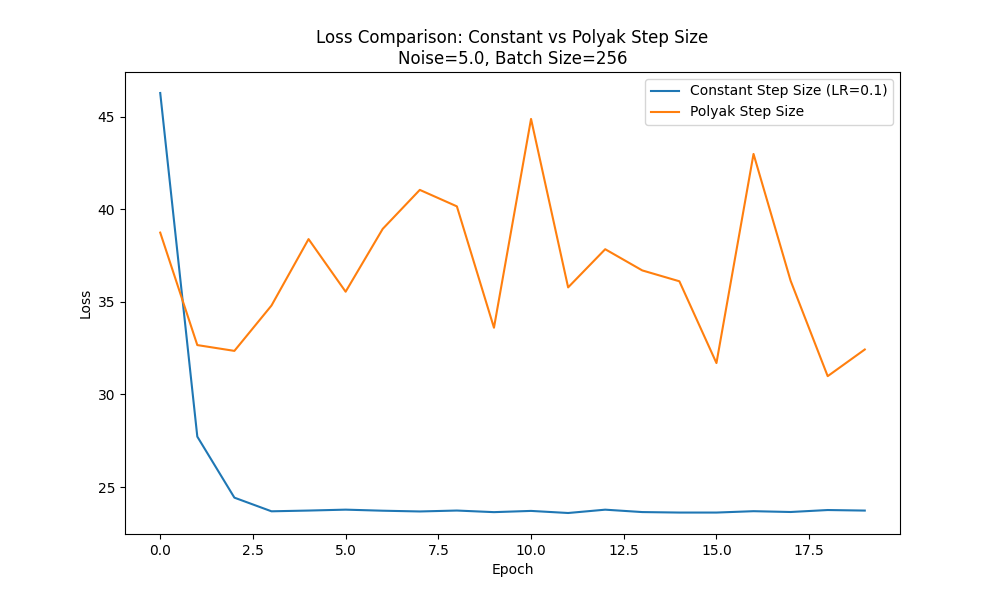 Loss Comparison: Constant vs Polyak Step Size
Noise=5.0, Batch Size=256
Constant Step Size (LR=0.1)
Polyak Step Size
Loss
45
40
35
30
25
0.0
2.5
5.0
7.5
10.0
12.5
15.0
17.5
Epoch